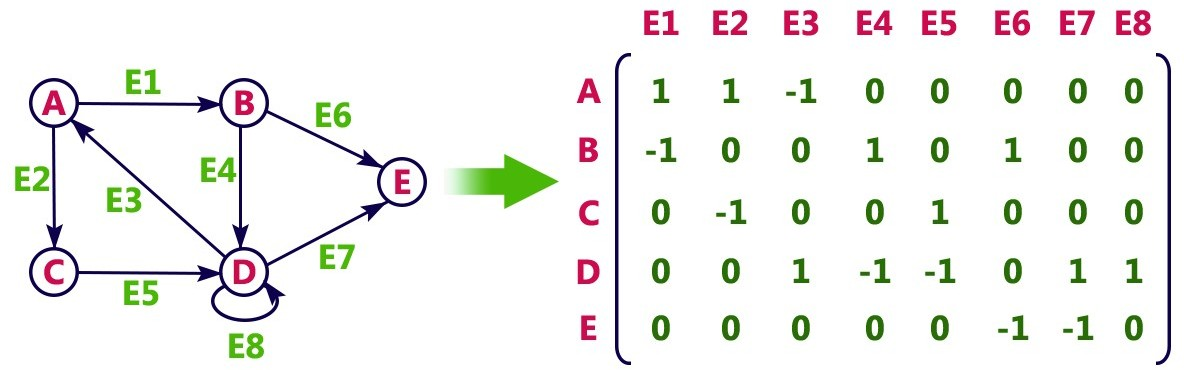 E1
A
B
E6
E2
E3
E4
E
C
D
E7
E5
E8
E1 E2 E3 E4 E5 E6 E7 E8
A 1 1 -1 0 0 0 0 0
B -1 0 0 1 0 1 0 0
C 0 -1 0 0 1 0 0 0
D 0 0 1 -1 -1 0 1 1
E 0 0 0 0 0 -1 -1 0